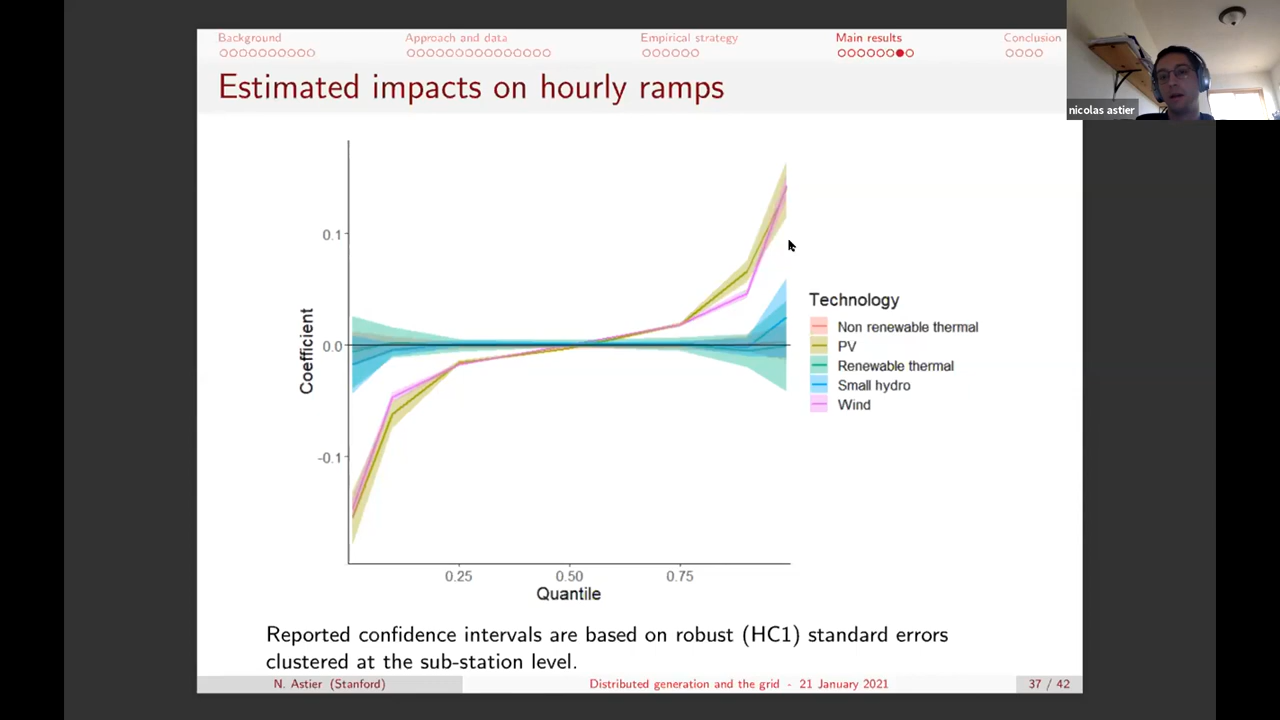 Background
Approach and data
Empirical strategy
Main results
Conclusion
nicolas astier
Estimated impacts on hourly ramps
0.1
0.0
-0.1
Coefficient
0.25
0.50
0.75
Quantile
Technology
Non renewable thermal
PV
Renewable thermal
Small hydro
Wind
Reported confidence intervals are based on robust (HC1) standard errors
clustered at the sub-station level.
N. Astier (Stanford)
Distributed generation and the grid - 21 January 2021
37 / 42